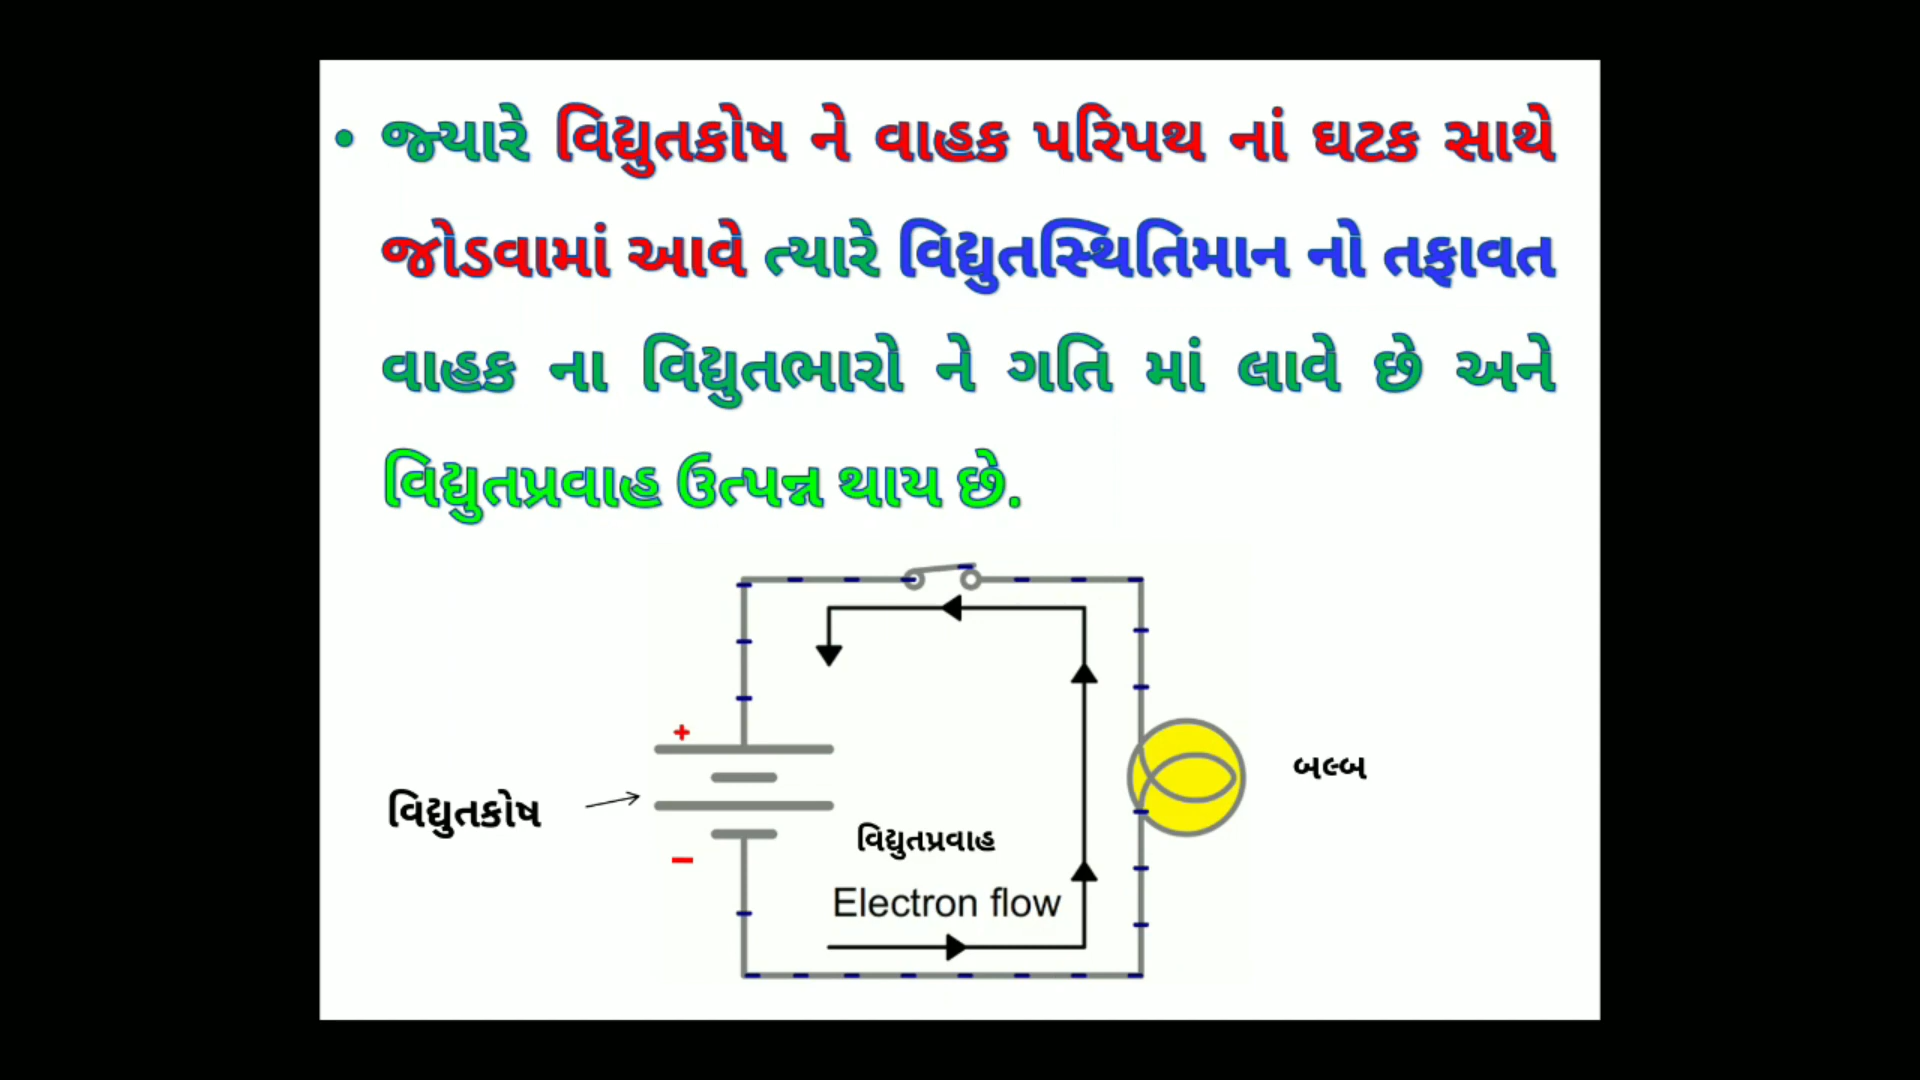 • જ્યારે વિદ્યુતકોષ ને વાહક પરિપથ નાં ઘટક સાથે
જોડવામાં આવે ત્યારે વિદ્યુતસ્થિતિમાન નો તફાવત
વાહક ના વિદ્યુતભારો ને ગતિ માં લાવે છે અને
વિદ્યુતપ્રવાહ ઉત્પન્ન થાય છે.
+
બલ્બ
વિદ્યુતકોષ
વિદ્યુતપ્રવાહ
−
Electron flow